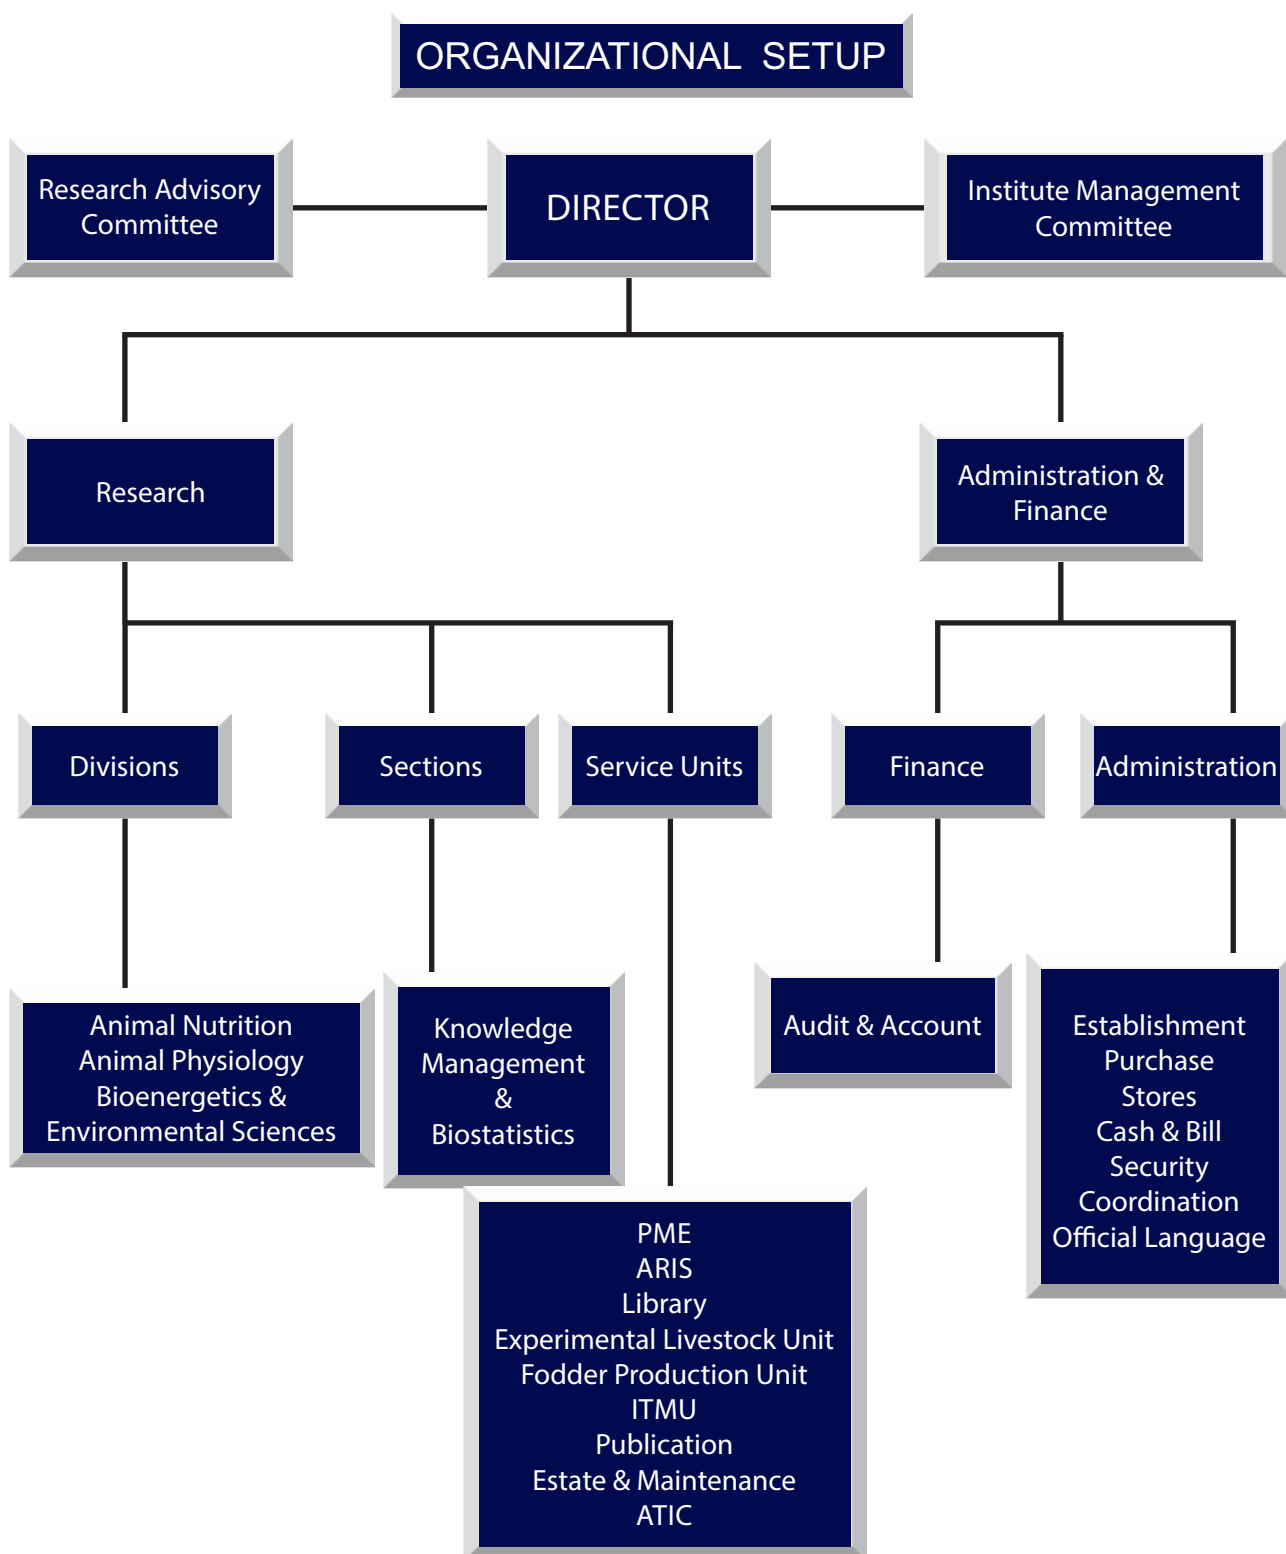 ORGANIZATIONAL SETUP
Research Advisory
Committee
DIRECTOR
Institute Management
Committee
Research
Administration &
Finance
Divisions
Sections
Service Units
Finance
Administration
Animal Nutrition
Animal Physiology
Bioenergetics &
Environmental Sciences
Knowledge
Management
&
Biostatistics
Audit & Account
Establishment
Purchase
Stores
Cash & Bill
Security
Coordination
Official Language
PME
ARIS
Library
Experimental Livestock Unit
Fodder Production Unit
ITMU
Publication
Estate & Maintenance
ATIC